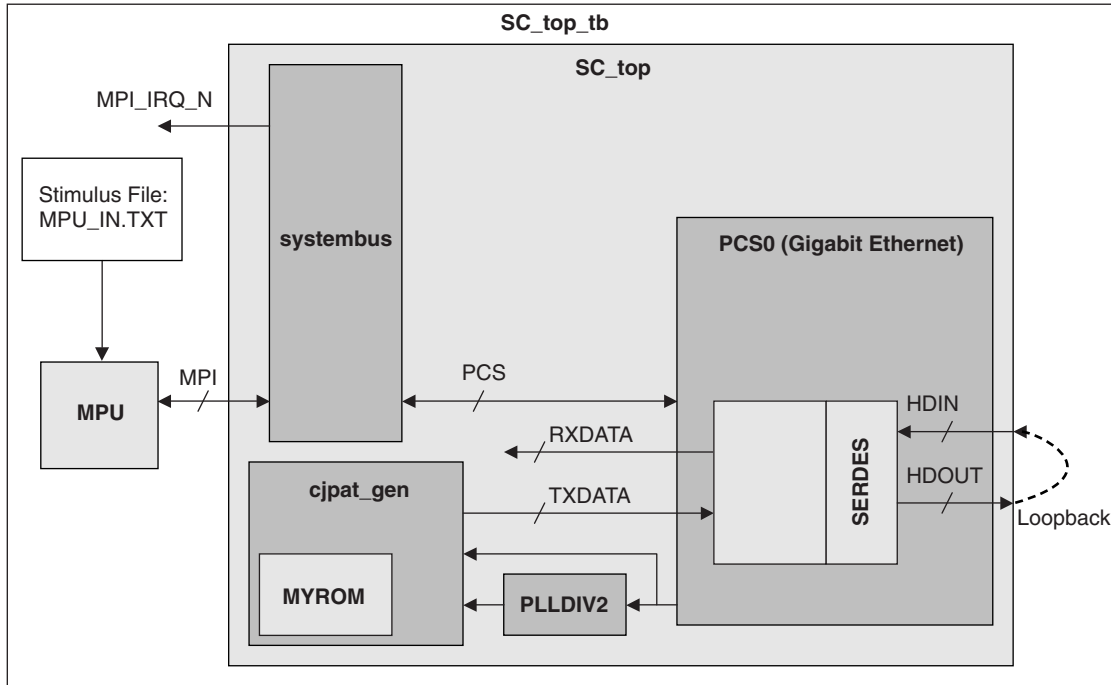 SC_top_tb
SC_top
MPI_IRQ_N
Stimulus File:
MPU_IN.TXT
systembus
PCS0 (Gigabit Ethernet)
MPI
PCS
MPU
HDIN
RXDATA
SERDES
cjpat_gen
TXDATA
HDOUT
Loopback
MYROM
PLLDIV2